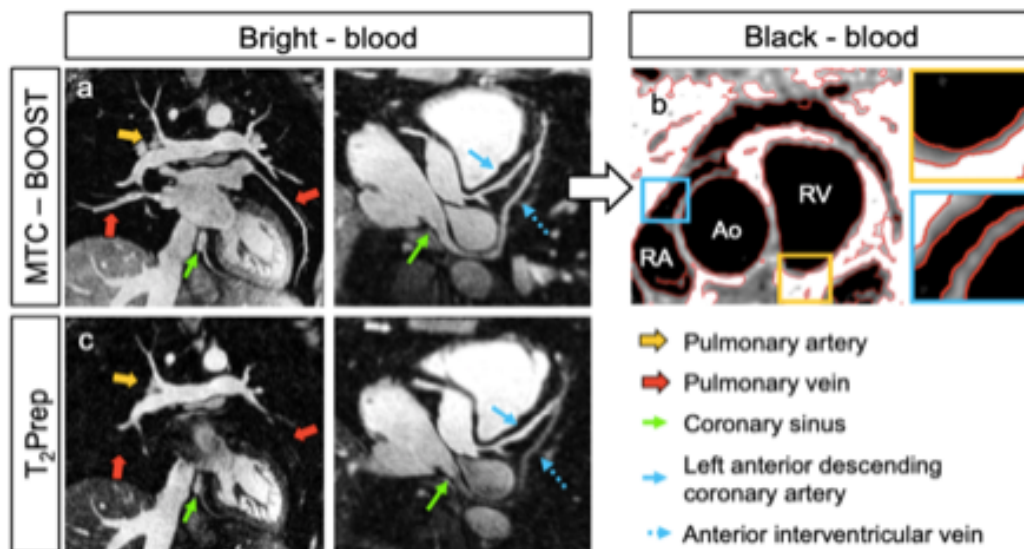 Bright - blood
Black - blood
MTC – BOOST
a
b
RV
Ao
RA
T₂Prep
c
Pulmonary artery
Pulmonary vein
Coronary sinus
Left anterior descending
coronary artery
Anterior interventricular vein